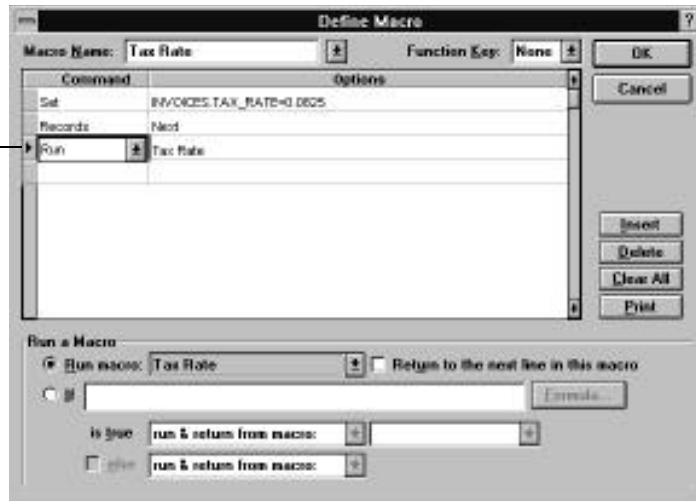 Define Macro ?
Macro Name: Tax Rate Function Key: None OK
Cancel
Command Options
Set INVOICES.TAX_RATE=0.0625
Records Next
Run Tax Rate
Insert
Delete
Clear All
Print
Run a Macro
Run macro: Tax Rate Return to the next line in this macro
If Formula...
is true run & return from macro:
else run & return from macro: